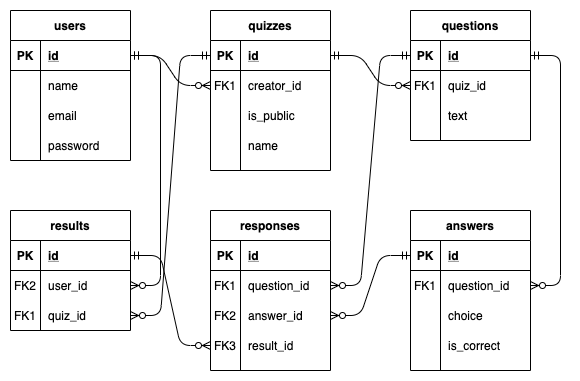 users
PK id
name
email
password
quizzes
PK id
FK1 creator_id
is_public
name
questions
PK id
FK1 quiz_id
text
results
PK id
FK2 user_id
FK1 quiz_id
responses
PK id
FK1 question_id
FK2 answer_id
FK3 result_id
answers
PK id
FK1 question_id
choice
is_correct